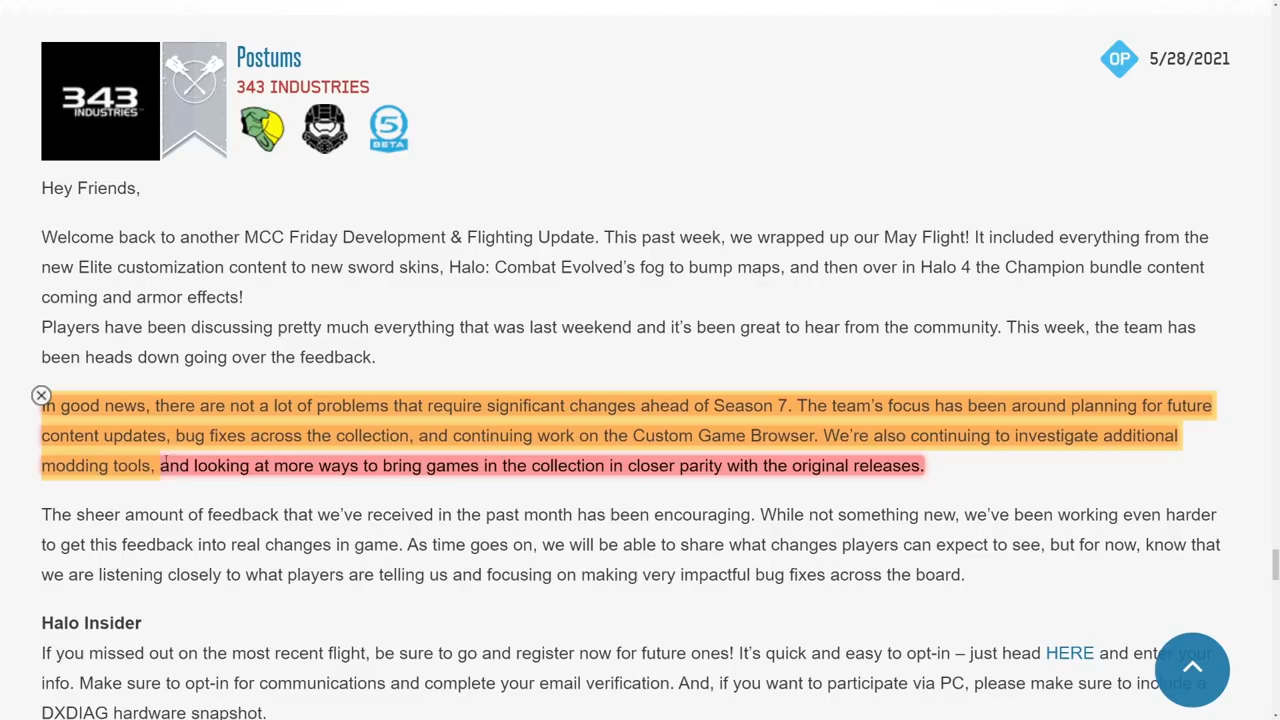 Postums
OP 5/28/2021
343 INDUSTRIES
343
INDUSTRIES
5
BETA
Hey Friends,
Welcome back to another MCC Friday Development & Flighting Update. This past week, we wrapped up our May Flight! It included everything from the
new Elite customization content to new sword skins, Halo: Combat Evolved's fog to bump maps, and then over in Halo 4 the Champion bundle content
coming and armor effects!
Players have been discussing pretty much everything that was last weekend and it's been great to hear from the community. This week, the team has
been heads down going over the feedback.
In good news, there are not a lot of problems that require significant changes ahead of Season 7. The team's focus has been around planning for future
content updates, bug fixes across the collection, and continuing work on the Custom Game Browser. We're also continuing to investigate additional
modding tools, and looking at more ways to bring games in the collection in closer parity with the original releases.
The sheer amount of feedback that we've received in the past month has been encouraging. While not something new, we've been working even harder
to get this feedback into real changes in game. As time goes on, we will be able to share what changes players can expect to see, but for now, know that
we are listening closely to what players are telling us and focusing on making very impactful bug fixes across the board.
Halo Insider
If you missed out on the most recent flight, be sure to go and register now for future ones! It's quick and easy to opt-in – just head HERE and enter your
info. Make sure to opt-in for communications and complete your email verification. And, if you want to participate via PC, please make sure to include a
DXDIAG hardware snapshot.